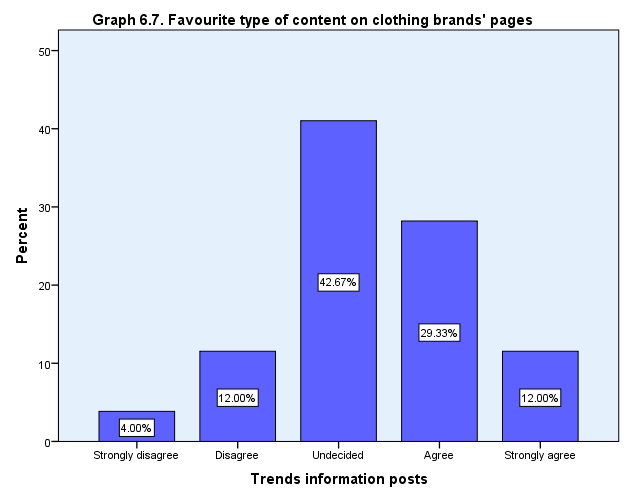 Graph 6.7. Favourite type of content on clothing brands' pages
50
40
30
20
10
0
Percent
42.67%
29.33%
12.00%
12.00%
4.00%
Strongly disagree
Disagree
Undecided
Agree
Strongly agree
Trends information posts